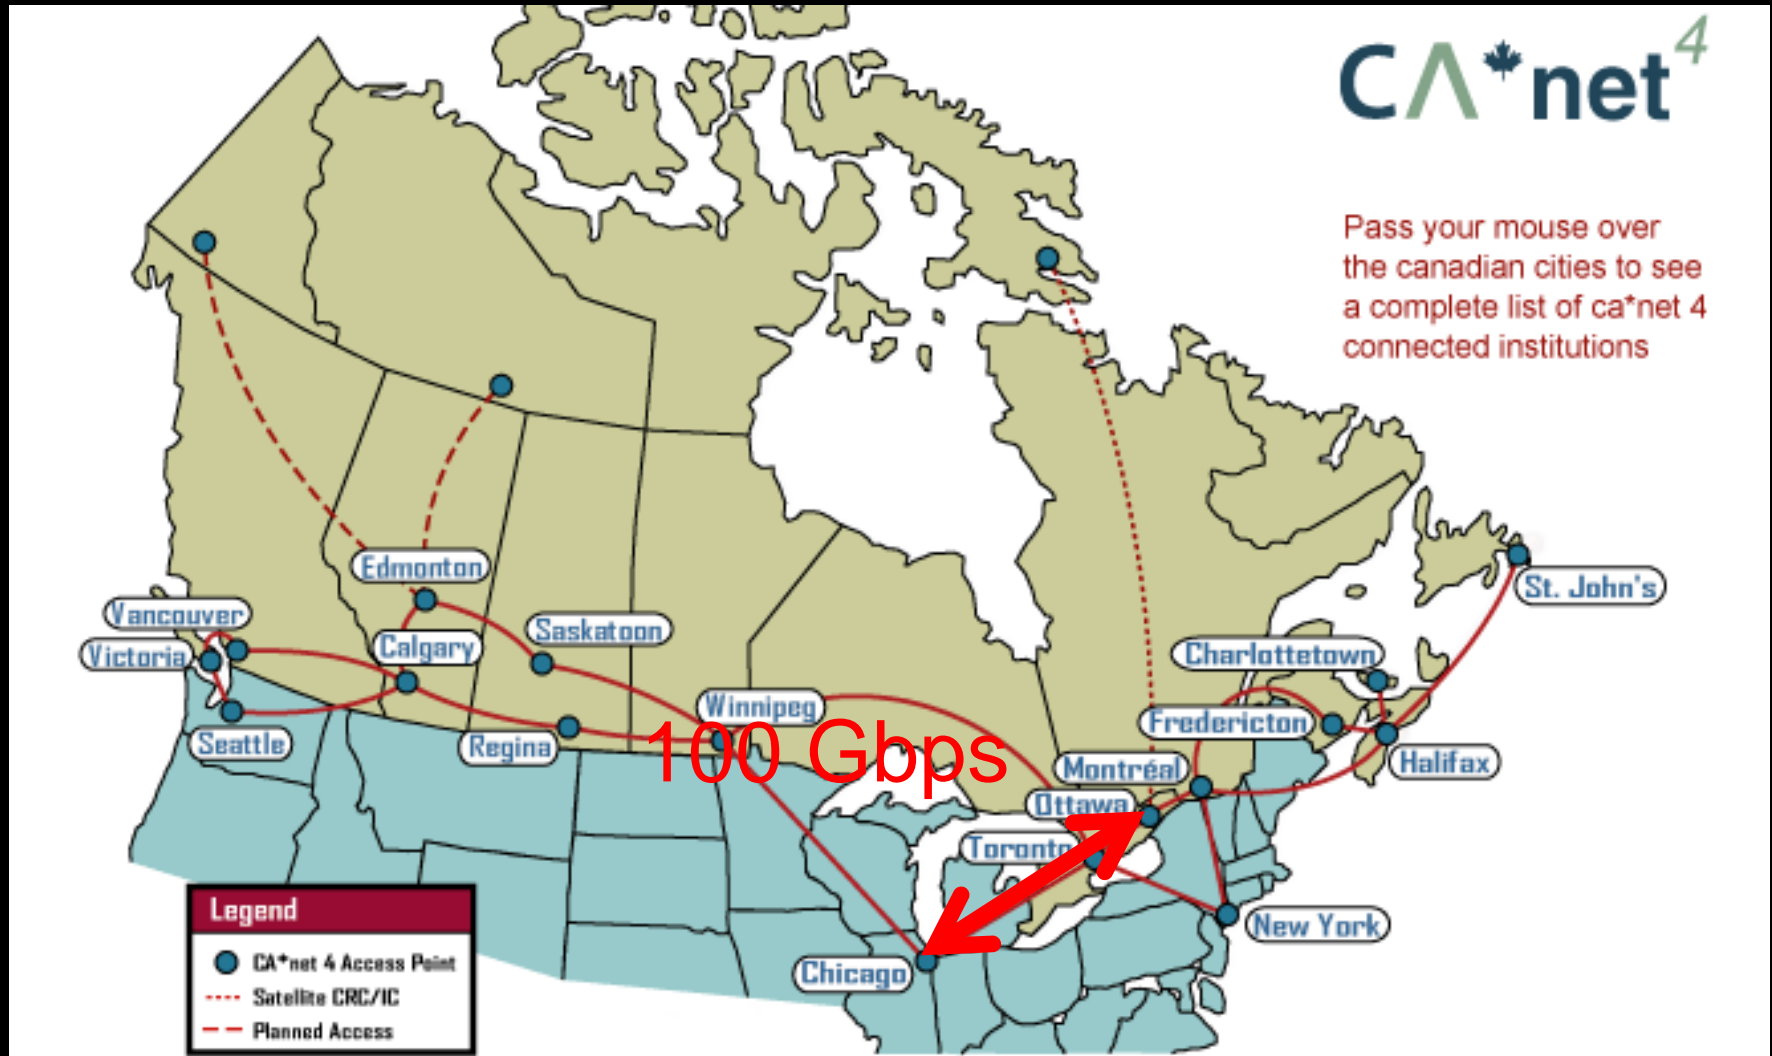 CA*net 4
Pass your mouse over
the canadian cities to see
a complete list of ca*net 4
connected institutions
Edmonton
Vancouver
Victoria
Calgary
Saskatoon
Seattle
Regina
Winnipeg
100 Gbps
St. John's
Charlottetown
Fredericton
Halifax
Montréal
Ottawa
Toronto
New York
Chicago
Legend
CA*net 4 Access Point
Satellite CRC/IC
Planned Access